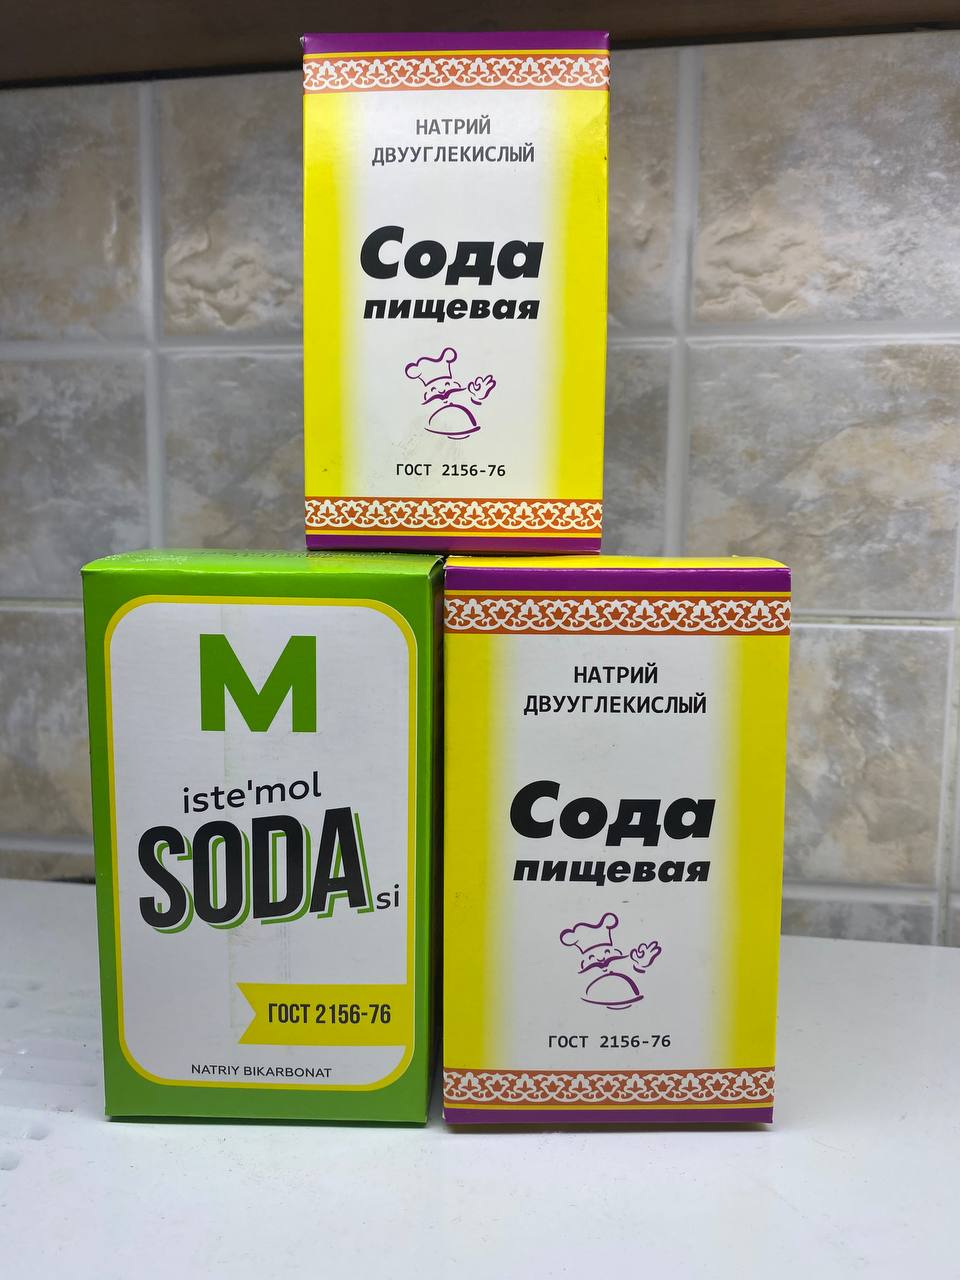 НАТРИЙ
ДВУУГЛЕКИСЛЫЙ
Сода
пищевая
ГОСТ 2156-76
M
iste'mol
SODA si
ГОСТ 2156-76
NATRIY BIKARBONAT
НАТРИЙ
ДВУУГЛЕКИСЛЫЙ
Сода
пищевая
ГОСТ 2156-76